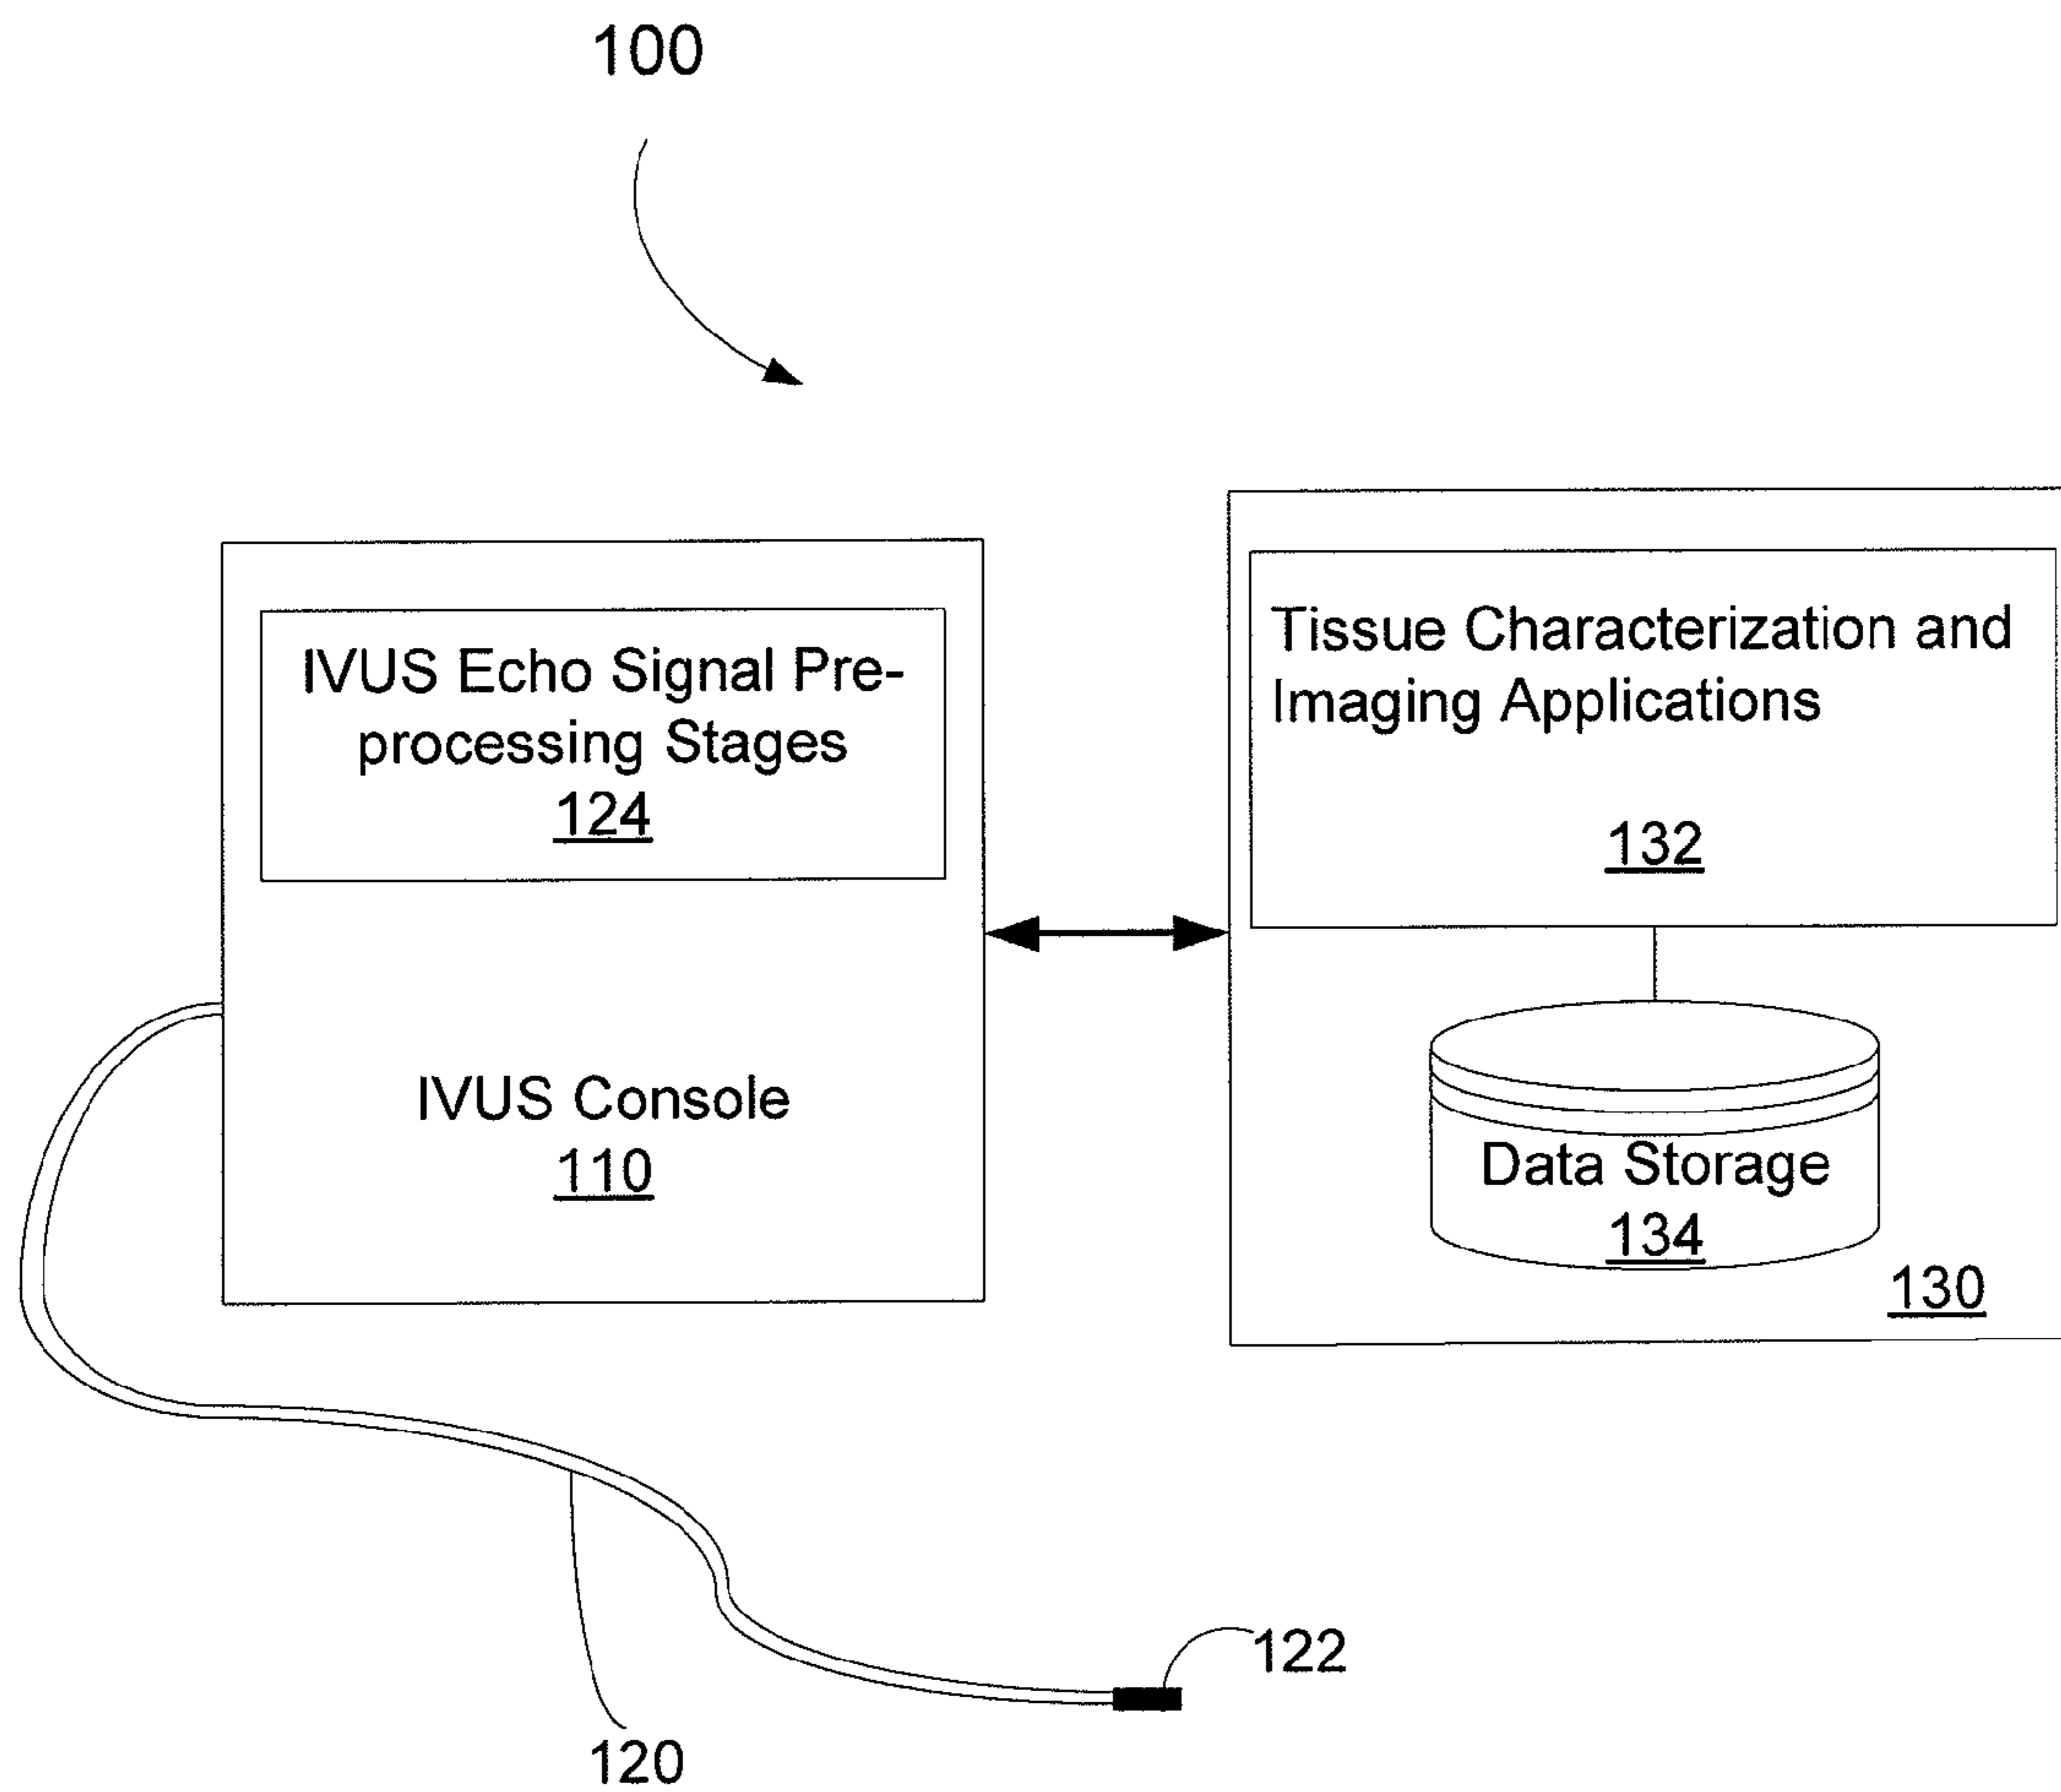 100
IVUS Echo Signal Pre-
processing Stages
124
IVUS Console
110
Tissue Characterization and
Imaging Applications
132
Data Storage
134
130
122
120